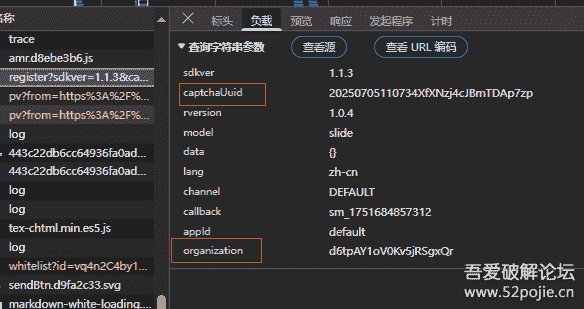 名称
trace
amr.d8ebe3b6.js
register?sdkver=1.1.3&ca...
pv?from=https%3A%2F%...
pv?from=https%3A%2F%...
log
443c22db6cc64936fa0ad...
443c22db6cc64936fa0ad...
log
log
tex-chtml.min.es5.js
log
whitelist?id=vq4n2C4by1...
sendBtn.d9fa2c33.svg
markdown-white-loading....
标头 负载 预览 响应 发起程序 计时
查询字符串参数 查看源 查看 URL 编码
sdkver 1.1.3
captchaUuid 20250705110734XfXNzj4cJBmTDAp7zp
rversion 1.0.4
model slide
data {}
lang zh-cn
channel DEFAULT
callback sm_1751684857312
appId default
organization d6tpAY1oV0Kv5jRSgxQr
吾爱破解论坛
www.52pojie.cn